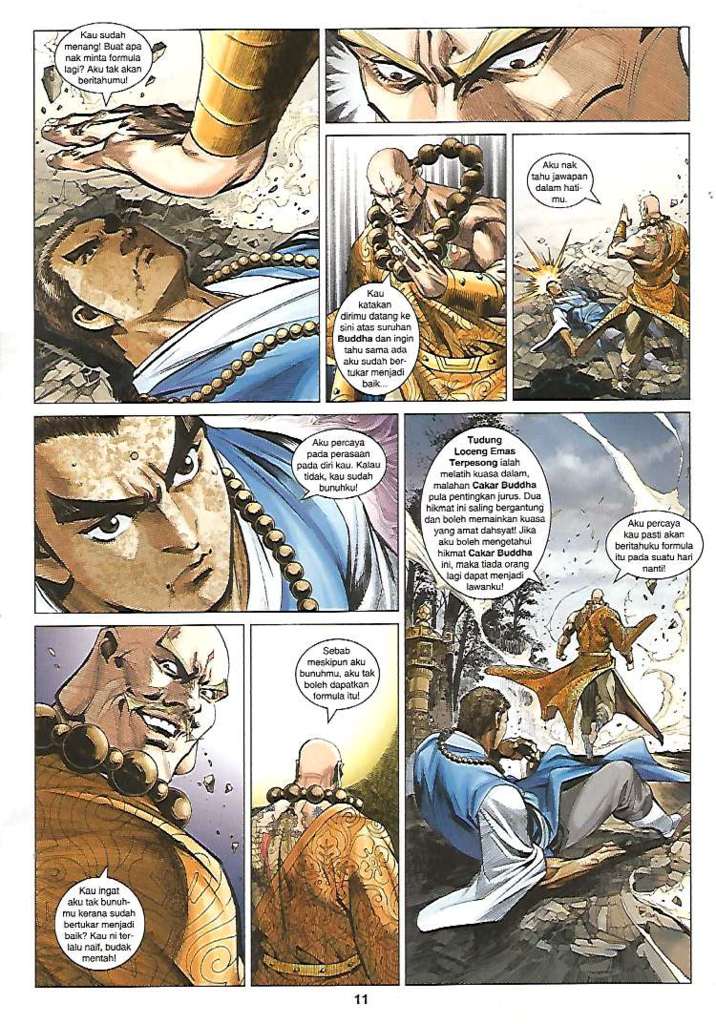 Kau sudah
menang! Buat apa
nak minta formula
lagi? Aku tak akan
beritahumu!
Kau
katakan
dirimu datang ke
sini atas suruhan
Buddha dan ingin
tahu sama ada
aku sudah ber-
tukar menjadi
baik...
Aku nak
tahu jawapan
dalam hati-
mu.
Aku percaya
pada perasaan
pada diri kau. Kalau
tidak, kau sudah
bunuhku!
Kau ingat
aku tak bunuh-
mu kerana sudah
bertukar menjadi
baik? Kau ni ter-
lalu naif, budak
mentah!
Sebab
meskipun aku
bunuhmu, aku tak
boleh dapatkan
formula itu!
Tudung
Loceng Emas
Terpesong ialah
melatih kuasa dalam,
malahan Cakar Buddha
pula pentingkan jurus. Dua
hikmat ini saling bergantung
dan boleh memainkan kuasa
yang amat dahsyat! Jika
aku boleh mengetahui
hikmat Cakar Buddha
ini, maka tiada orang
lagi dapat menjadi
lawanku!
Aku percaya
kau pasti akan
beritahuku formula
itu pada suatu hari
nanti!
11